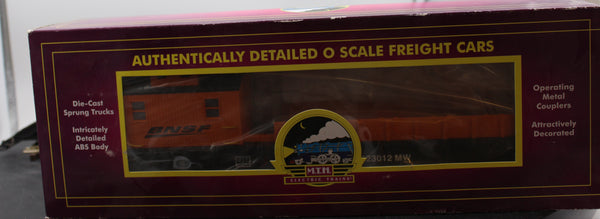 AUTHENTICALLY DETAILED O SCALE FREIGHT CARS
Die-Cast
Sprung Trucks
Intricately
Detailed
ABS Body
Operating
Metal
Couplers
Attractively
Decorated
BNSF
M.T.H.
ELECTRIC TRAINS
23012 MW